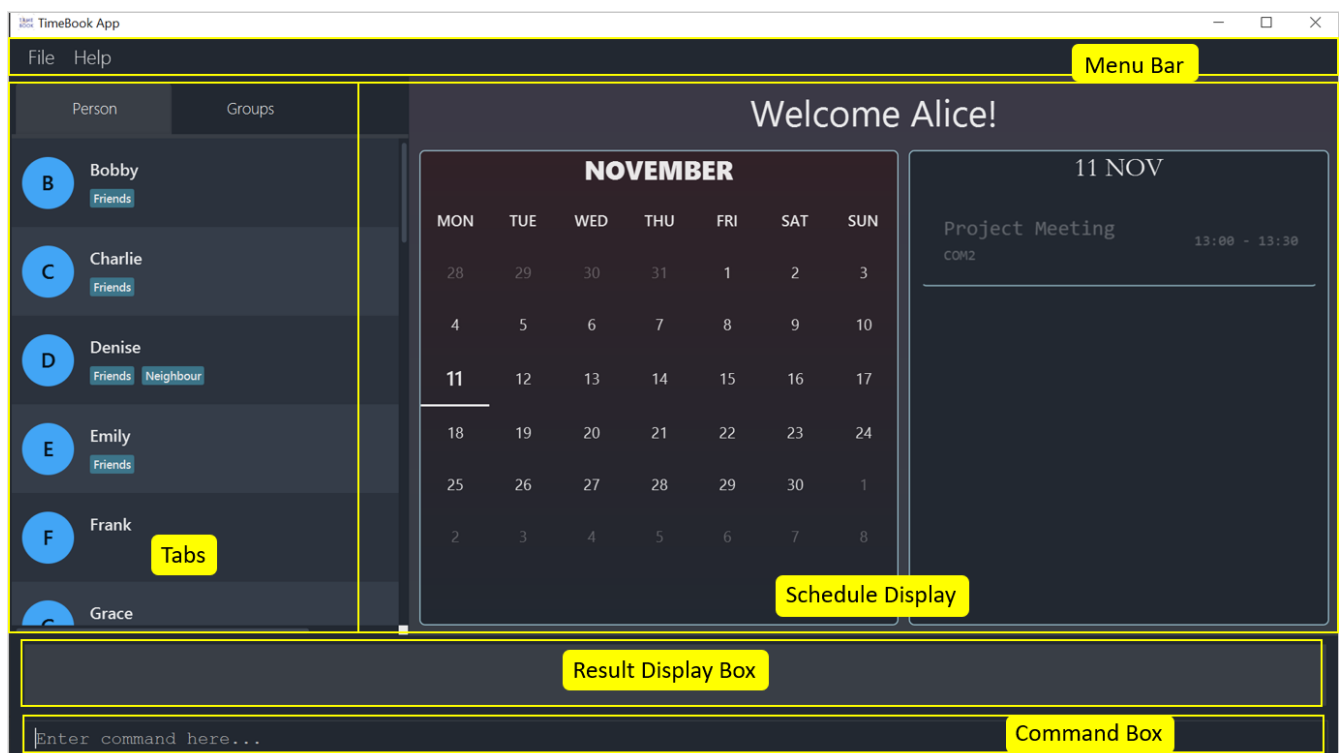 TimeBook App
File Help
Menu Bar
Person Groups
Welcome Alice!
B
Bobby
Friends
C
Charlie
Friends
D
Denise
Friends Neighbour
E
Emily
Friends
F
Frank
Tabs
Grace
NOVEMBER
MON TUE WED THU FRI SAT SUN
28 29 30 31 1 2 3
4 5 6 7 8 9 10
11 12 13 14 15 16 17
18 19 20 21 22 23 24
25 26 27 28 29 30 1
2 3 4 5 6 7 8
11 NOV
Project Meeting
13:00 - 13:30
COM2
Schedule Display
Result Display Box
Enter command here...
Command Box